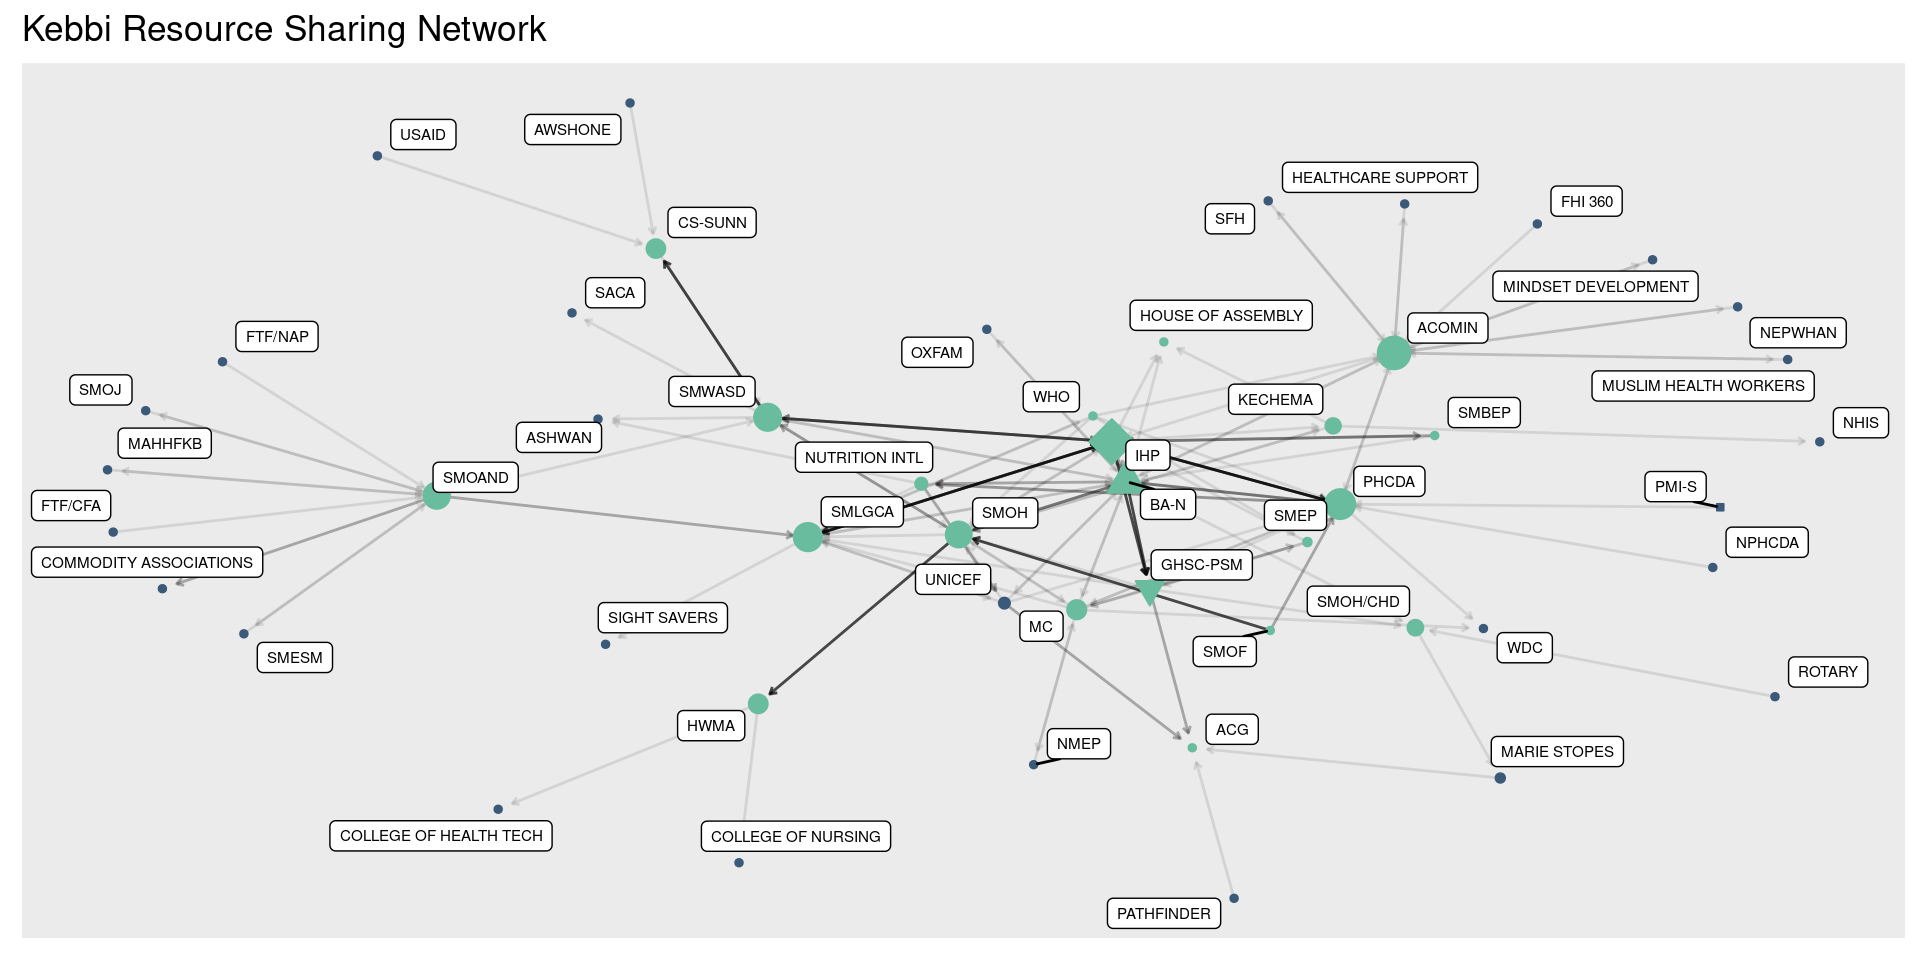 Kebbi Resource Sharing Network
USAID
AWSHONE
CS-SUNN
HEALTHCARE SUPPORT
FHI 360
SFH
SACA
MINDSET DEVELOPMENT
HOUSE OF ASSEMBLY
ACOMIN
NEPWHAN
FTF/NAP
OXFAM
SMOJ
SMWASD
WHO
KECHEMA
MUSLIM HEALTH WORKERS
SMBEP
NHIS
MAHHFKB
ASHWAN
NUTRITION INTL
IHP
SMOAND
PHCDA
PMI-S
FTF/CFA
SMLGCA
SMOH
BA-N
SMEP
NPHCDA
COMMODITY ASSOCIATIONS
GHSC-PSM
UNICEF
SMOH/CHD
SIGHT SAVERS
MC
SMOF
WDC
SMESM
ROTARY
HWMA
ACG
NMEP
MARIE STOPES
COLLEGE OF HEALTH TECH
COLLEGE OF NURSING
PATHFINDER